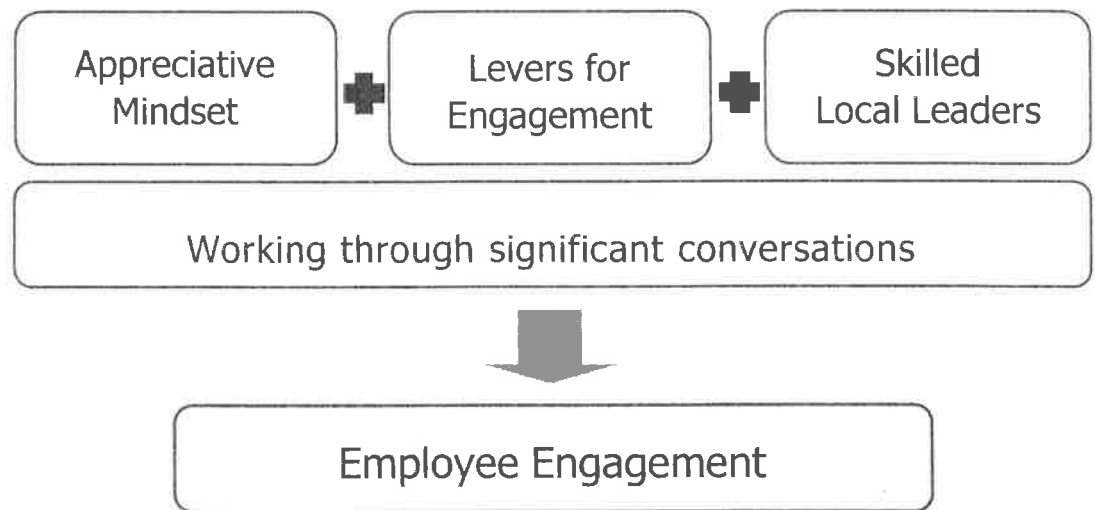 Appreciative
Mindset
Levers for
Engagement
Skilled
Local Leaders
Working through significant conversations
Employee Engagement